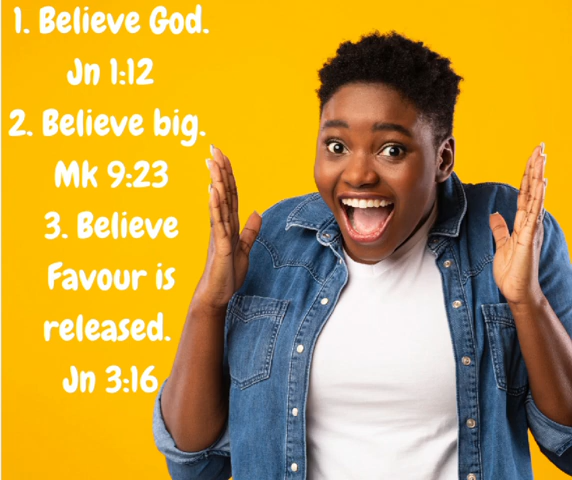 1. Believe God.
Jn 1:12
2. Believe big.
Mk 9:23
3. Believe
Favour is
released.
Jn 3:16